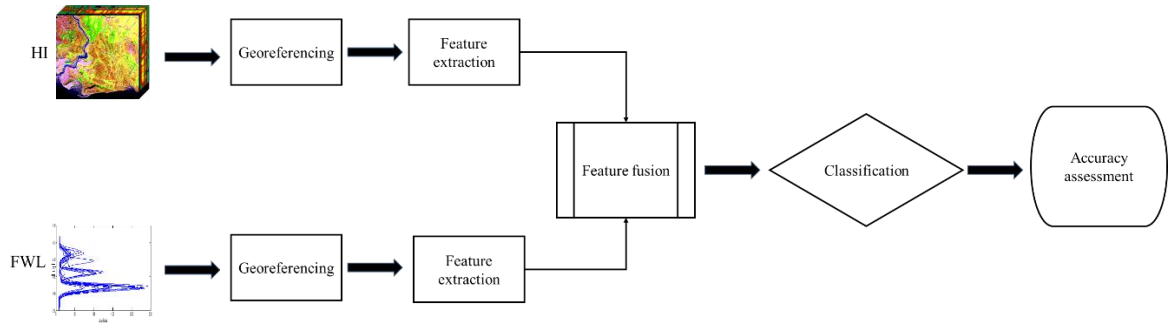 HI
Georeferencing
Feature
extraction
Feature fusion
Classification
Accuracy
assessment
FWL
Georeferencing
Feature
extraction